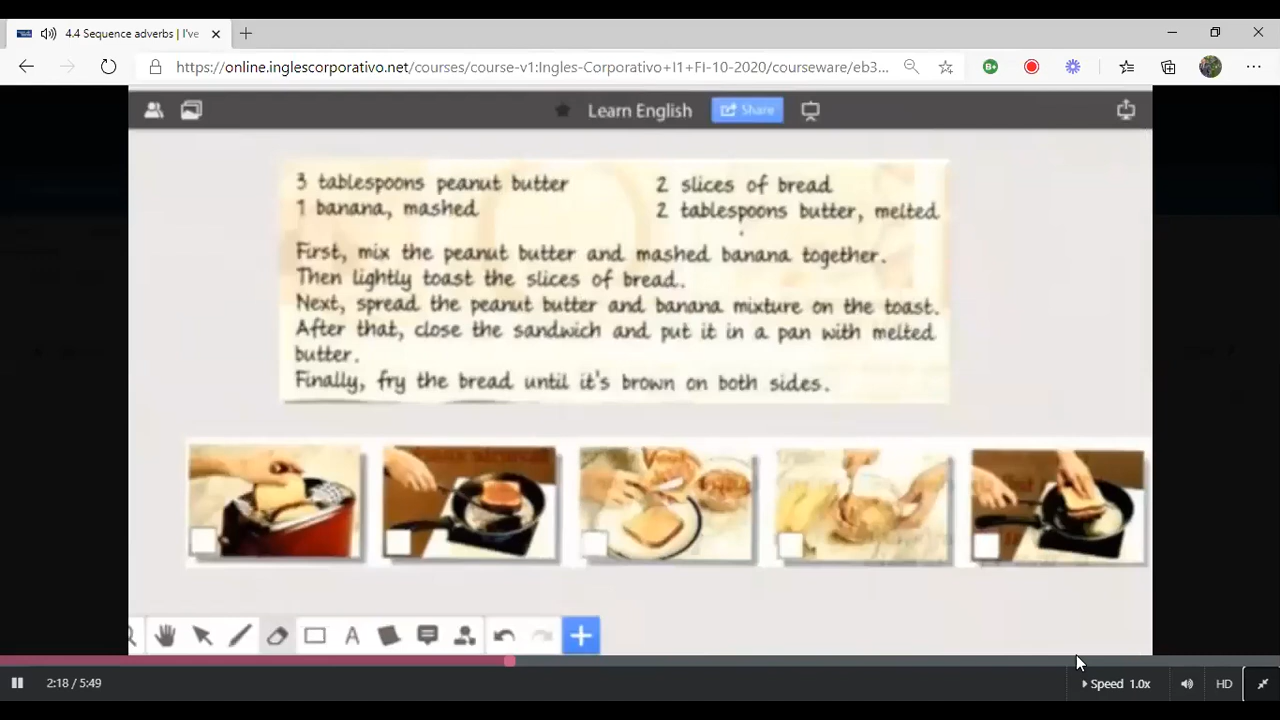 4.4 Sequence adverbs | I've
https://online.inglescorporativo.net/courses/course-v1:Ingles-Corporativo+I1+FI-10-2020/courseware/eb3...
Learn English
Share
3 tablespoons peanut butter
2 slices of bread
1 banana, mashed
2 tablespoons butter, melted
First, mix the peanut butter and mashed banana together.
Then lightly toast the slices of bread.
Next, spread the peanut butter and banana mixture on the toast.
After that, close the sandwich and put it in a pan with melted
butter.
Finally, fry the bread until it's brown on both sides.
A
2:18 / 5:49
Speed 1.0x
HD